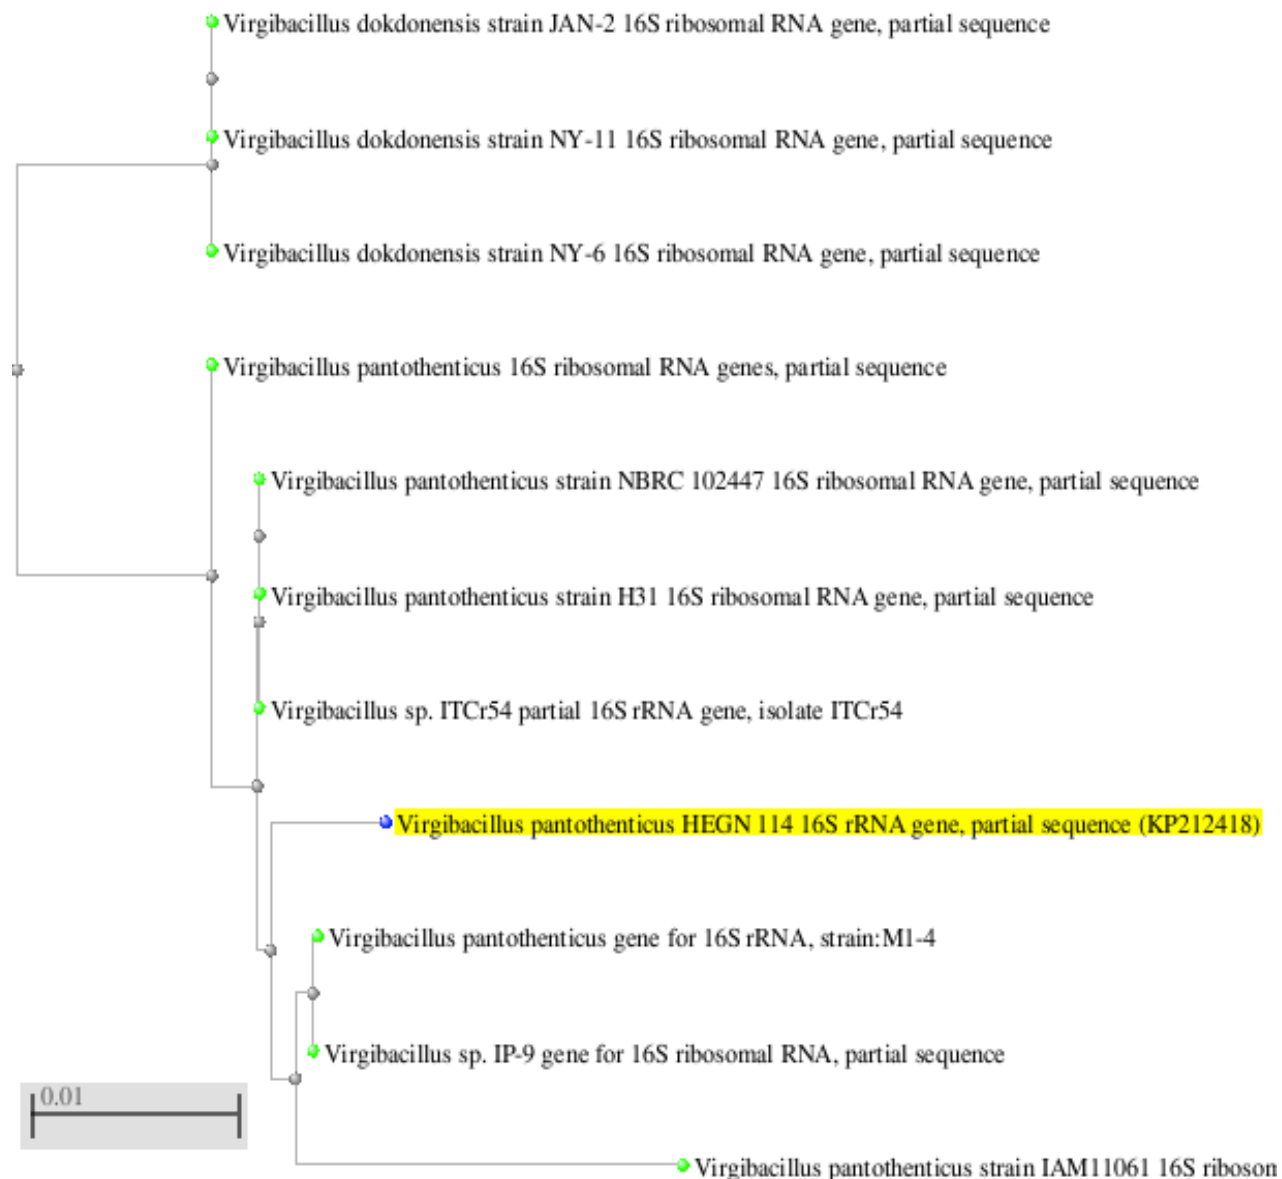 Virgibacillus dokdonensis strain JAN-2 16S ribosomal RNA gene, partial sequence
Virgibacillus dokdonensis strain NY-11 16S ribosomal RNA gene, partial sequence
Virgibacillus dokdonensis strain NY-6 16S ribosomal RNA gene, partial sequence
Virgibacillus pantothenticus 16S ribosomal RNA genes, partial sequence
Virgibacillus pantothenticus strain NBRC 102447 16S ribosomal RNA gene, partial sequence
Virgibacillus pantothenticus strain H31 16S ribosomal RNA gene, partial sequence
Virgibacillus sp. ITCr54 partial 16S rRNA gene, isolate ITCr54
Virgibacillus pantothenticus HEGN 114 16S rRNA gene, partial sequence (KP212418)
Virgibacillus pantothenticus gene for 16S rRNA, strain:M1-4
Virgibacillus sp. IP-9 gene for 16S ribosomal RNA, partial sequence
0.01
Virgibacillus pantothenticus strain IAM11061 16S ribosom